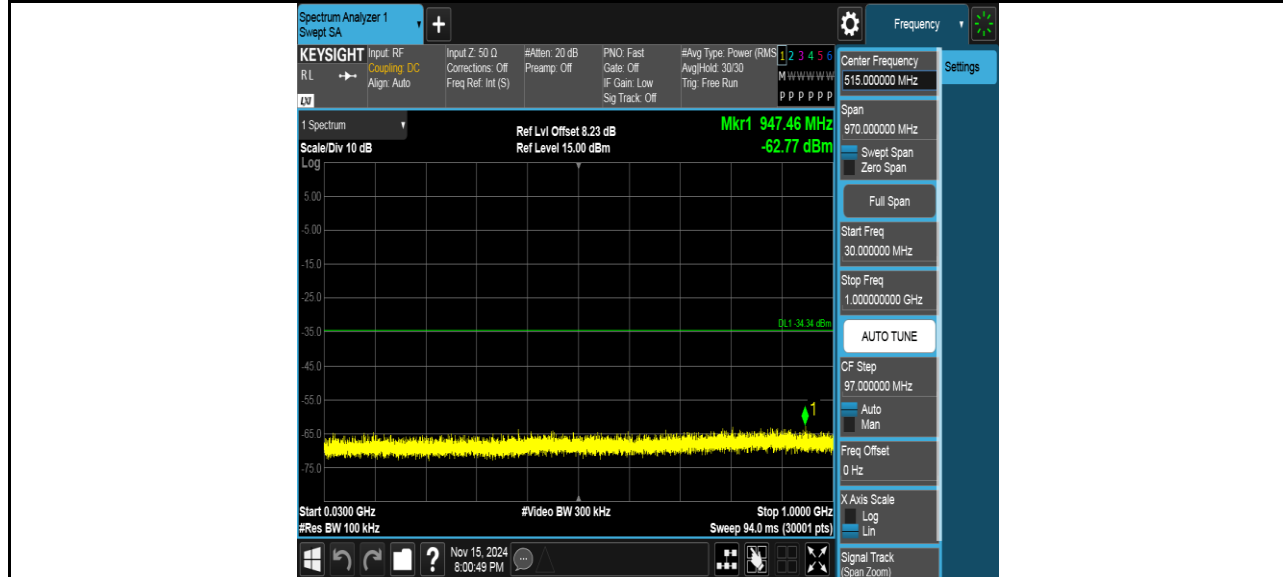 Spectrum Analyzer 1
Swept SA
+
Frequency
KEYSIGHT
RL
LXI
Input: RF
Coupling: DC
Align: Auto
Input Z: 50 Ω
Corrections: Off
Freq Ref: Int (S)
#Atten: 20 dB
Preamp: Off
PNO: Fast
Gate: Off
IF Gain: Low
Sig Track: Off
#Avg Type: Power (RMS
Avg|Hold: 30/30
Trig: Free Run
1 2 3 4 5 6
M W W W W W
P P P P P P
1 Spectrum
Scale/Div 10 dB
Ref Lvl Offset 8.23 dB
Ref Level 15.00 dBm
Mkr1 947.46 MHz
-62.77 dBm
Log
5.00
-5.00
-15.0
-25.0
-35.0
-45.0
-55.0
-65.0
-75.0
DL1 -34.34 dBm
1
Start 0.0300 GHz
#Res BW 100 kHz
#Video BW 300 kHz
Stop 1.0000 GHz
Sweep 94.0 ms (30001 pts)
?
Nov 15, 2024
8:00:49 PM
Center Frequency
515.000000 MHz
Settings
Span
970.000000 MHz
Swept Span
Zero Span
Full Span
Start Freq
30.000000 MHz
Stop Freq
1.000000000 GHz
AUTO TUNE
CF Step
97.000000 MHz
Auto
Man
Freq Offset
0 Hz
X Axis Scale
Log
Lin
Signal Track
(Span Zoom)